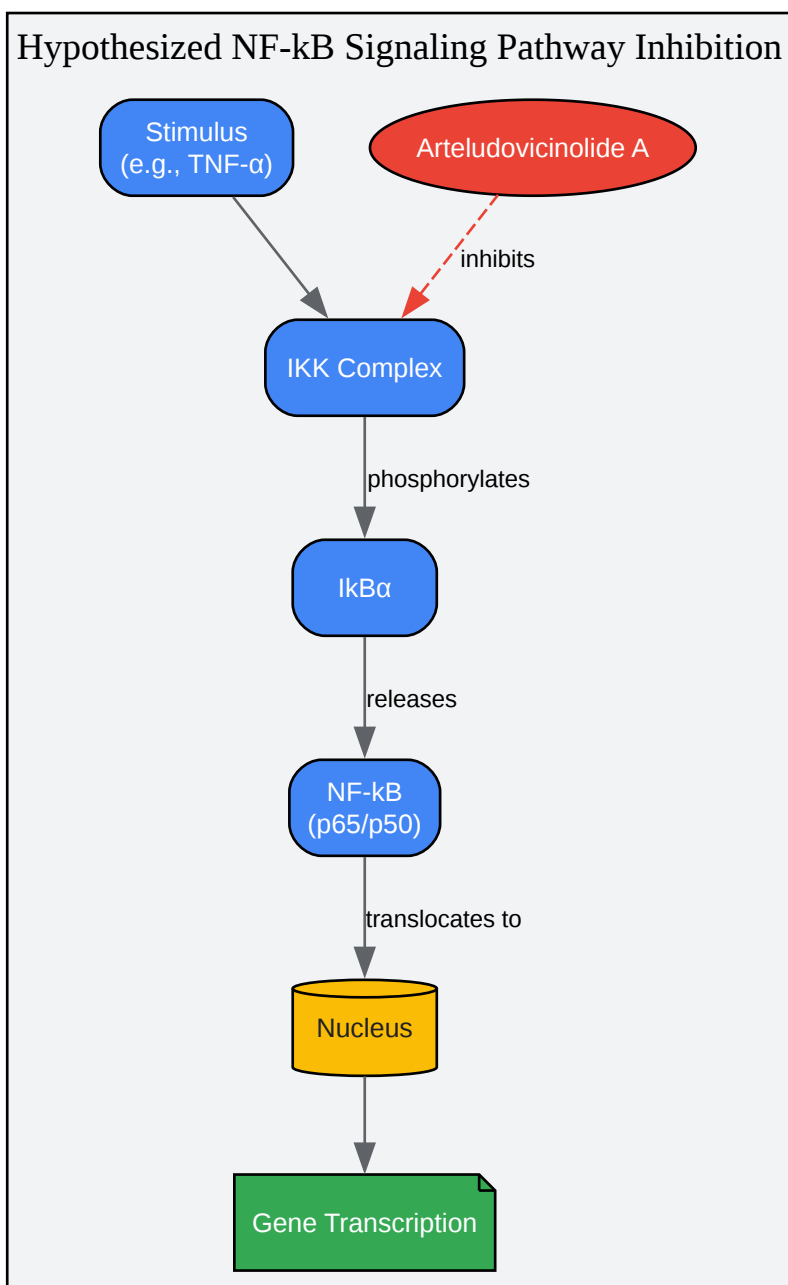 Hypothesized NF-kB Signaling Pathway Inhibition
Stimulus
(e.g., TNF-α)
Arteludovicinolide A
inhibits
IKK Complex
phosphorylates
IkBα
releases
NF-kB
(p65/p50)
translocates to
Nucleus
Gene Transcription